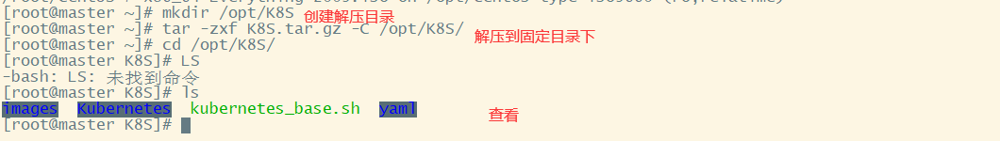 [root@master ~]# mkdir /opt/K8S 创建解压目录
[root@master ~]# tar -zxf K8S.tar.gz -C /opt/K8S/ 解压到固定目录下
[root@master ~]# cd /opt/K8S/
[root@master K8S]# LS
-bash: LS: 未找到命令
[root@master K8S]# ls
images Kubernetes kubernetes_base.sh yaml 查看
[root@master K8S]#